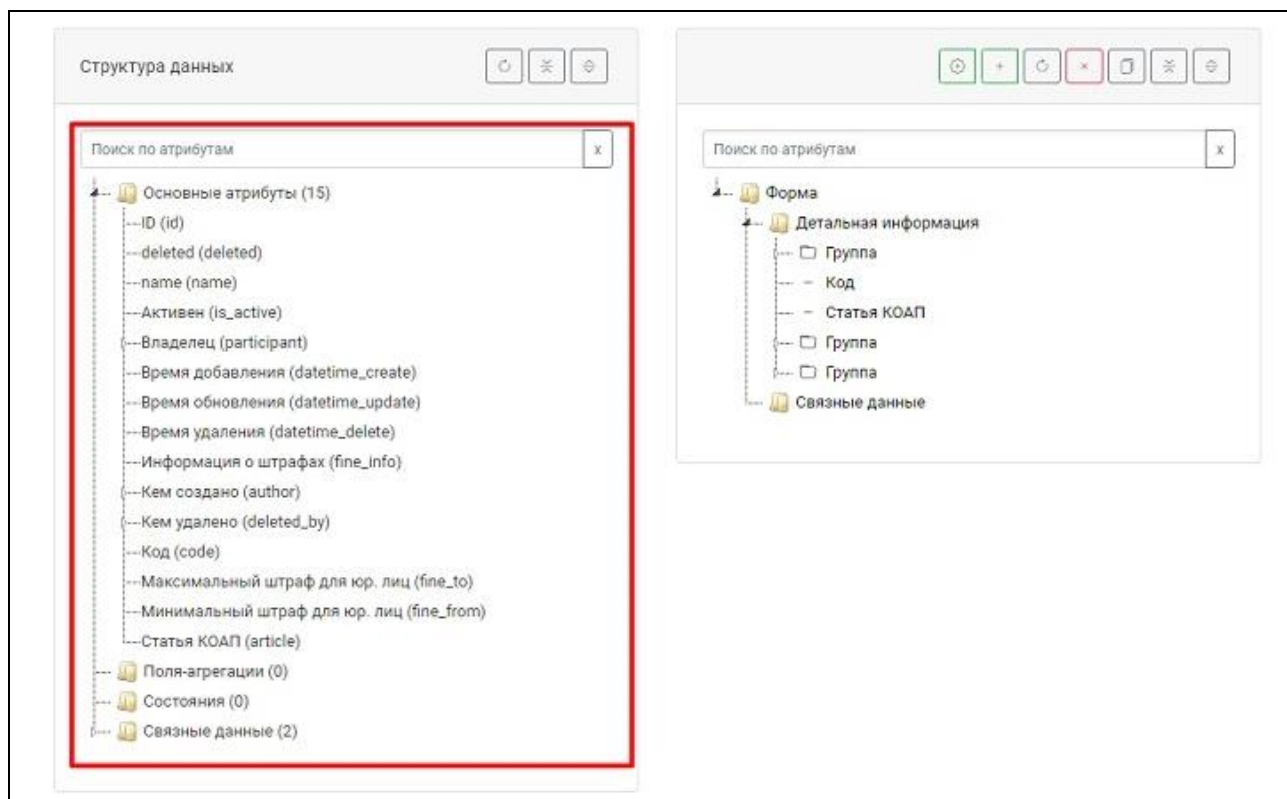 Структура данных
Поиск по атрибутам
x
Основные атрибуты (15)
ID (id)
deleted (deleted)
name (name)
Активен (is_active)
Владелец (participant)
Время добавления (datetime_create)
Время обновления (datetime_update)
Время удаления (datetime_delete)
Информация о штрафах (fine_info)
Кем создано (author)
Кем удалено (deleted_by)
Код (code)
Максимальный штраф для юр. лиц (fine_to)
Минимальный штраф для юр. лиц (fine_from)
Статья КОАП (article)
Поля-агрегации (0)
Состояния (0)
Связные данные (2)
Поиск по атрибутам
x
Форма
Детальная информация
Группа
Код
Статья КОАП
Группа
Группа
Связные данные